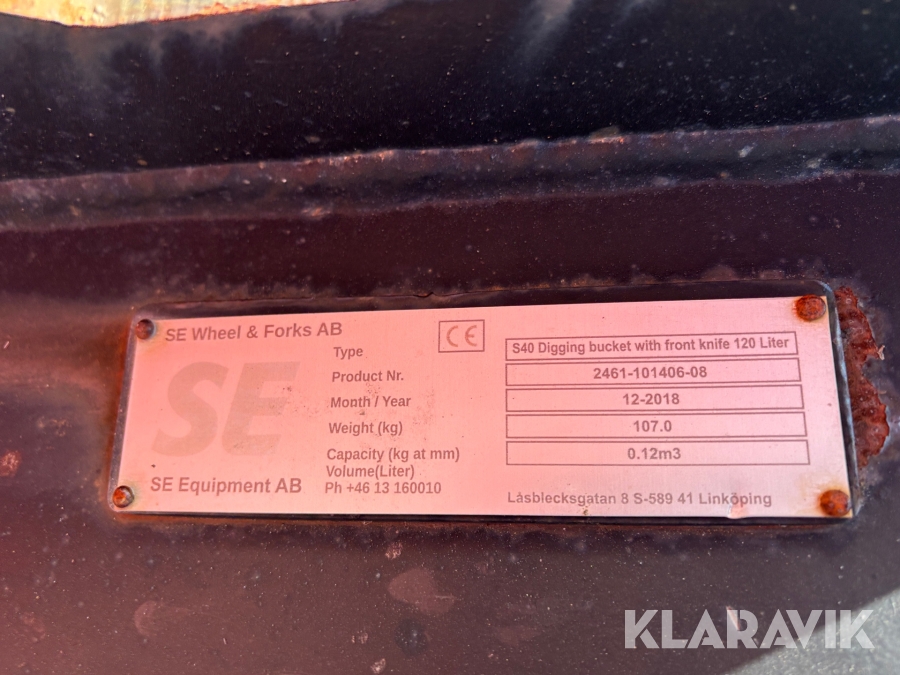 SE Wheel & Forks AB
CE
SE
SE Equipment AB
Type S40 Digging bucket with front knife 120 Liter
Product Nr. 2461-101406-08
Month / Year 12-2018
Weight (kg) 107.0
Capacity (kg at mm) 0.12m3
Volume(Liter)
Ph +46 13 160010
Låsblecksgatan 8 S-589 41 Linköping
KLARAVIK